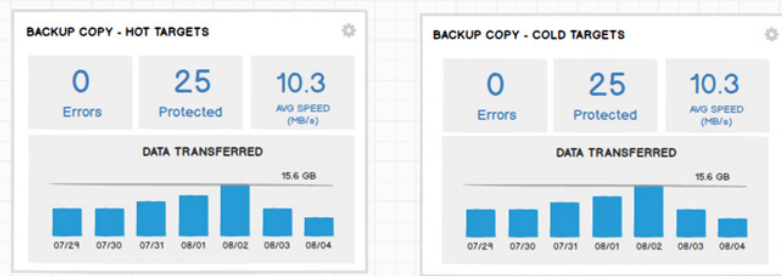 BACKUP COPY - HOT TARGETS
0
Errors
25
Protected
10.3
AVG SPEED
(MB/s)
DATA TRANSFERRED
15.6 GB
07/29 07/30 07/31 08/01 08/02 08/03 08/04
BACKUP COPY - COLD TARGETS
0
Errors
25
Protected
10.3
AVG SPEED
(MB/s)
DATA TRANSFERRED
15.6 GB
07/29 07/30 07/31 08/01 08/02 08/03 08/04